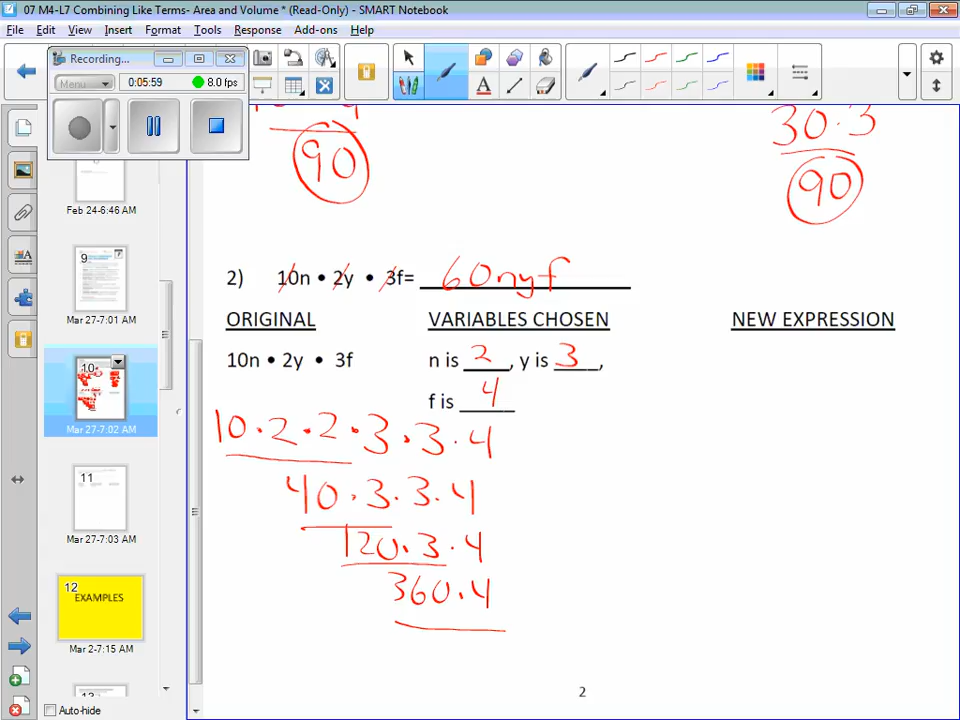 07 M4-L7 Combining Like Terms- Area and Volume * (Read-Only) - SMART Notebook
File Edit View Insert Format Tools Response Add-ons Help
Recording...
Menu 0:05:59 8.0 fps
A
90
30·3
90
Feb 24-6:46 AM
9
Mar 27-7:01 AM
10
Mar 27-7:02 AM
11
Mar 27-7:03 AM
12
EXAMPLES
Mar 2-7:15 AM
13
Auto-hide
2) 10n • 2y • 3f= 60nyf
ORIGINAL VARIABLES CHOSEN NEW EXPRESSION
10n • 2y • 3f n is 2, y is 3,
f is 4
10·2·2·3·3·4
40·3·3·4
120·3·4
360·4
2